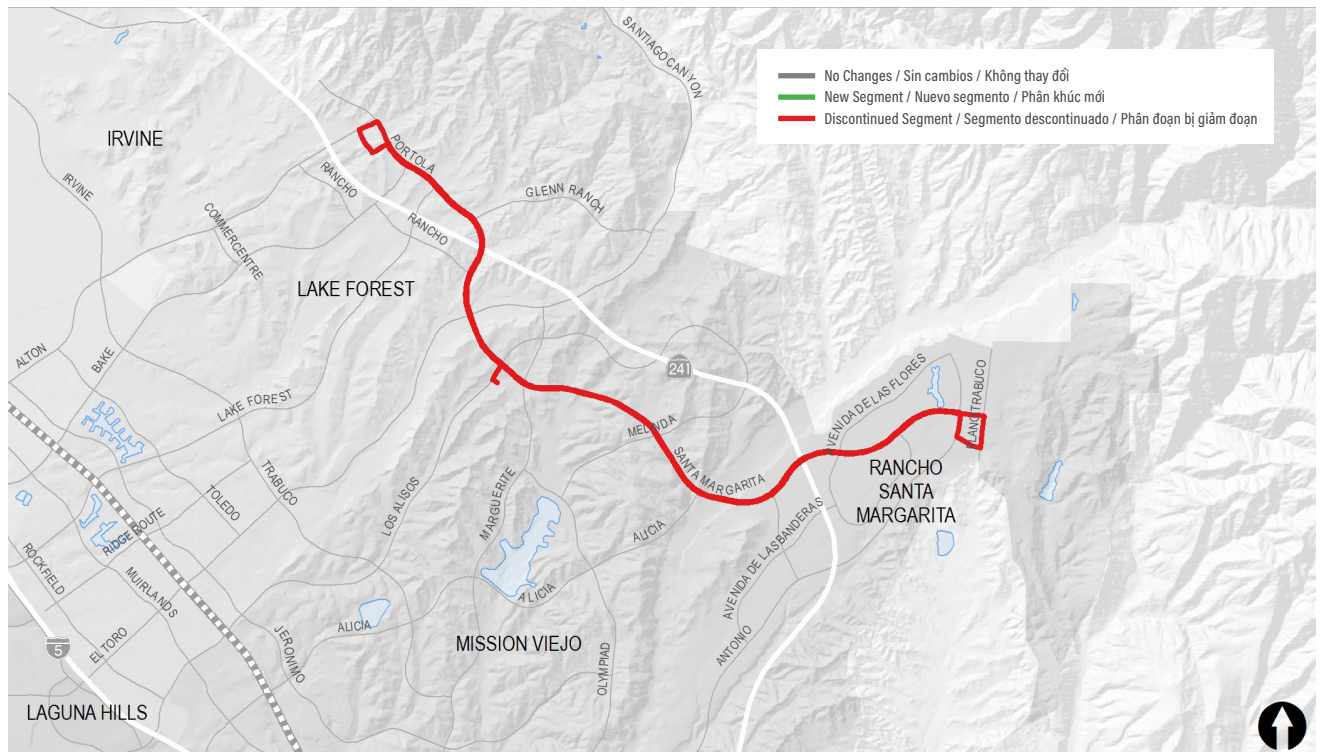 SANTIAGO CANYON
No Changes / Sin cambios / Không thay đổi
New Segment / Nuevo segmento / Phân khúc mới
Discontinued Segment / Segmento descontinuado / Phân đoạn bị giảm đoạn
IRVINE
IRVINE
PORTOLA
RANCHO
GLENN RANCH
COMMERCENTRE
RANCHO
LAKE FOREST
ALTON
BAKE
241
AVENIDA DE LAS FLORES
PLANO TRABUCO
LAKE FOREST
MELINDA
SANTA MARGARITA
RANCHO
SANTA
MARGARITA
TRABUCO
TOLEDO
LOS ALISOS
MARGUERITE
RIDGE ROUTE
ALICIA
AVENIDA DE LAS BANDERAS
ROCKFIELD
MUIRLANDS
ALICIA
ALICIA
EL TORO
JERONIMO
MISSION VIEJO
OLYMPIAD
ANTONIO
5
LAGUNA HILLS